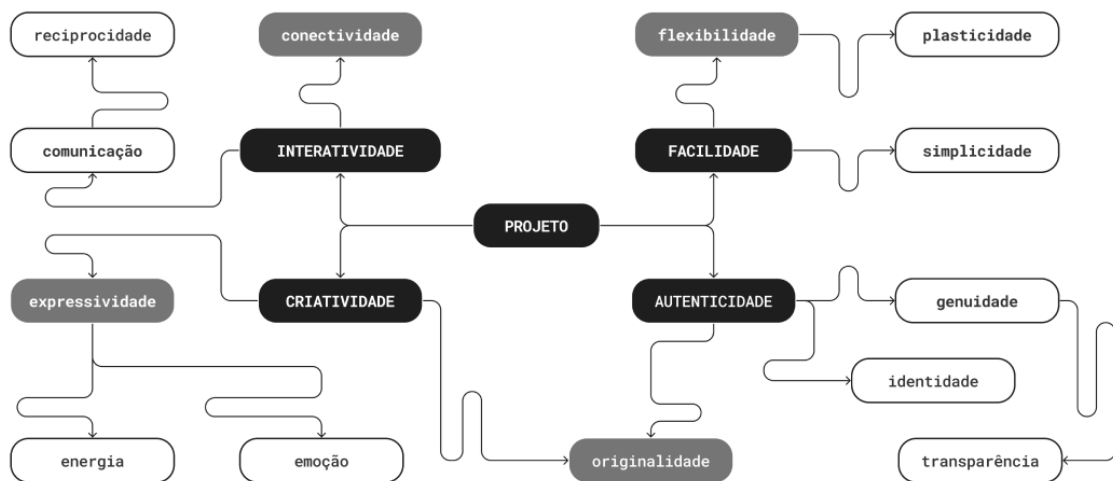 reciprocidade
conectividade
flexibilidade
plasticidade
comunicação
INTERATIVIDADE
FACILIDADE
simplicidade
PROJETO
expressividade
CRIATIVIDADE
AUTENTICIDADE
genuidade
identidade
energia
emoção
originalidade
transparência